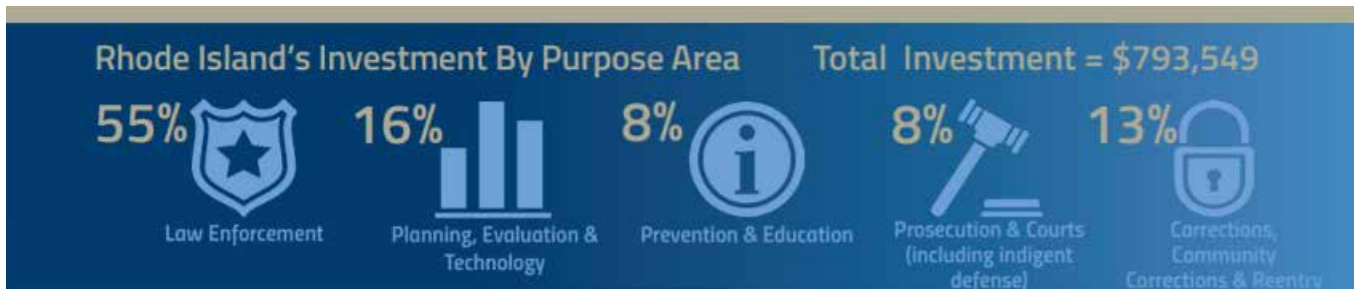 Rhode Island's Investment By Purpose Area Total Investment = $793,549
55% 16% 8% 8% 13%
Law Enforcement
Planning, Evaluation &
Technology
Prevention & Education
Prosecution & Courts
(including indigent
defense)
Corrections,
Community
Corrections & Reentry